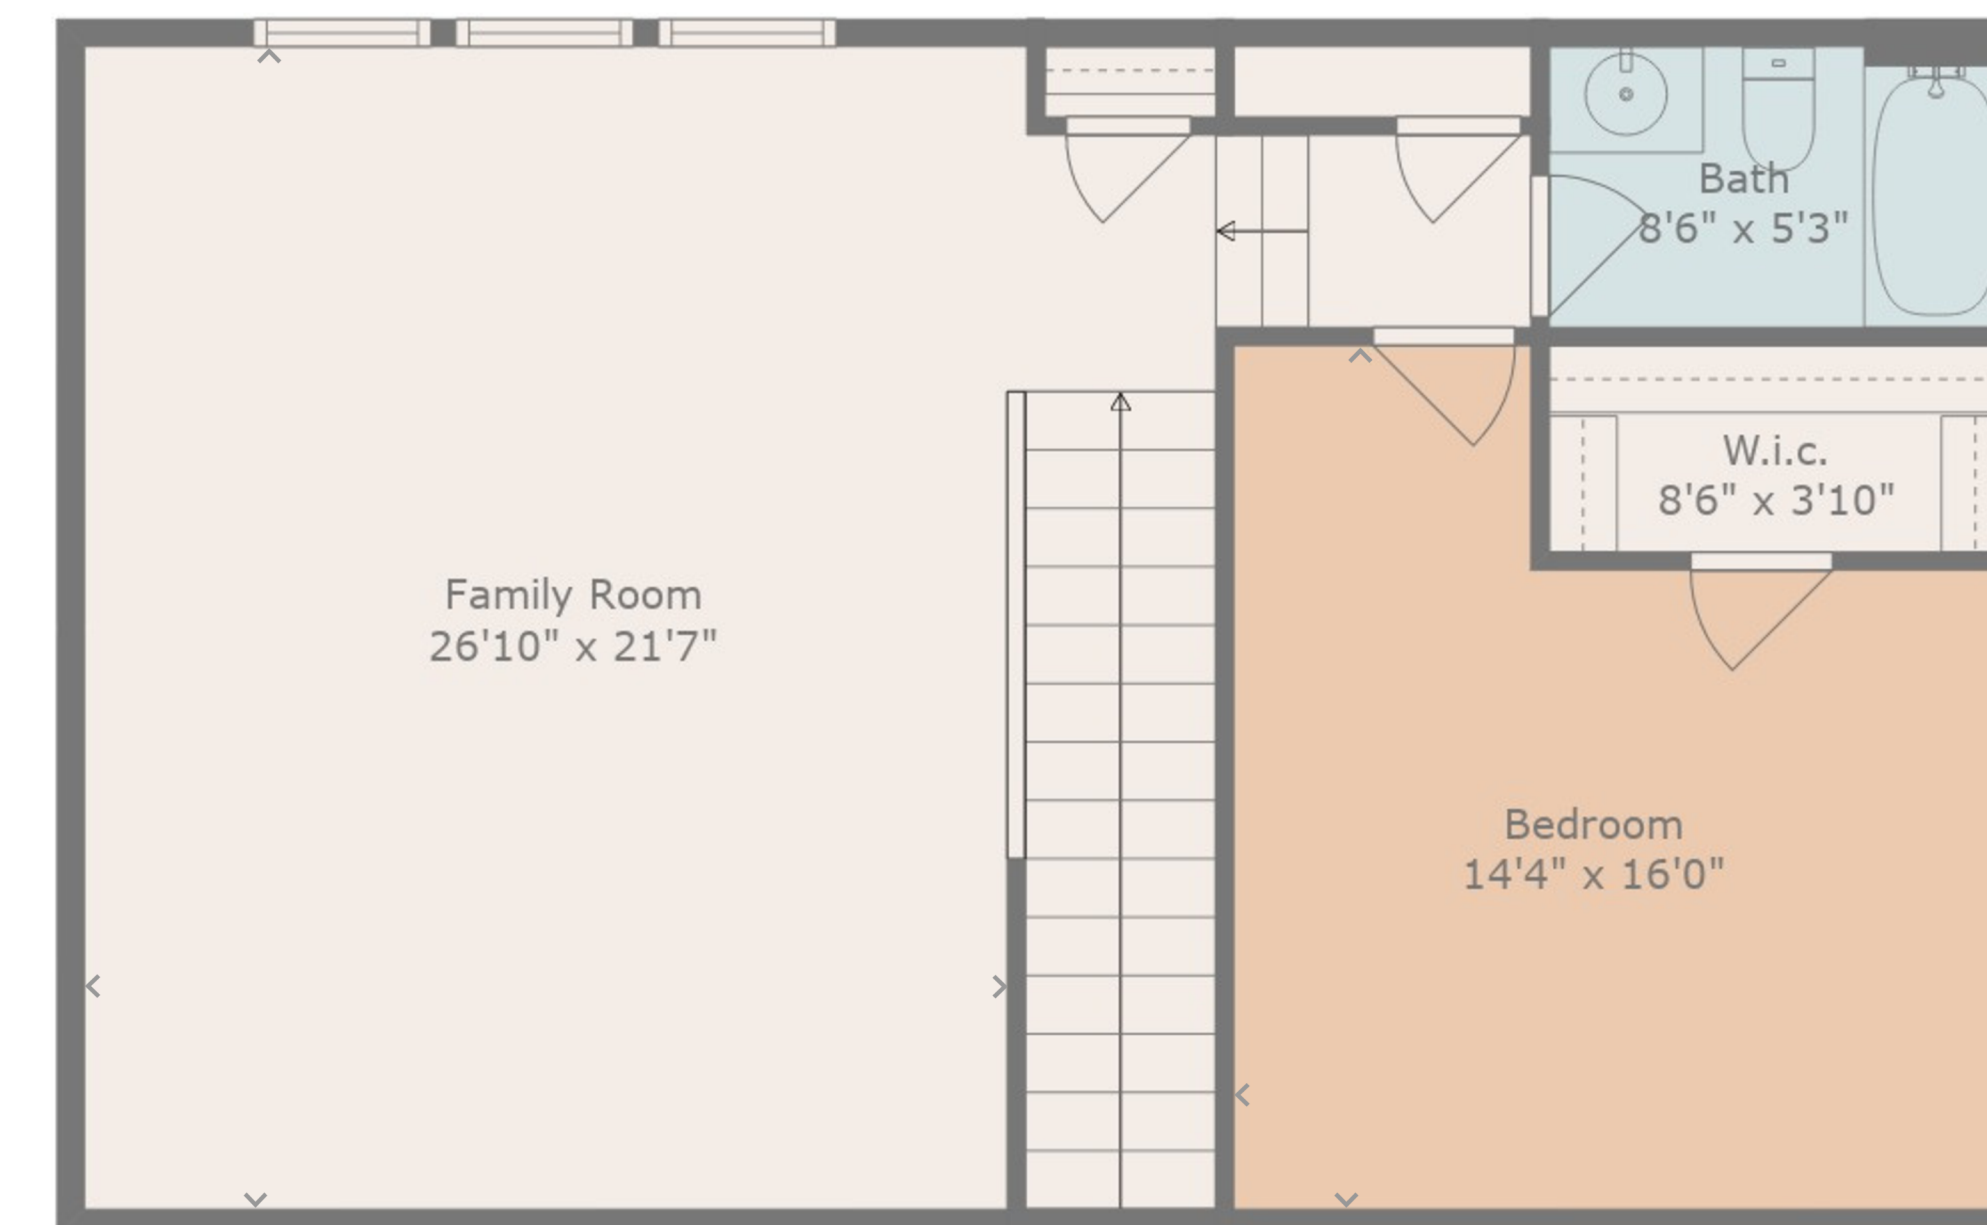 Bath
8'6" x 5'3"
W.i.c.
8'6" x 3'10"
Family Room
26'10" x 21'7"
Bedroom
14'4" x 16'0"